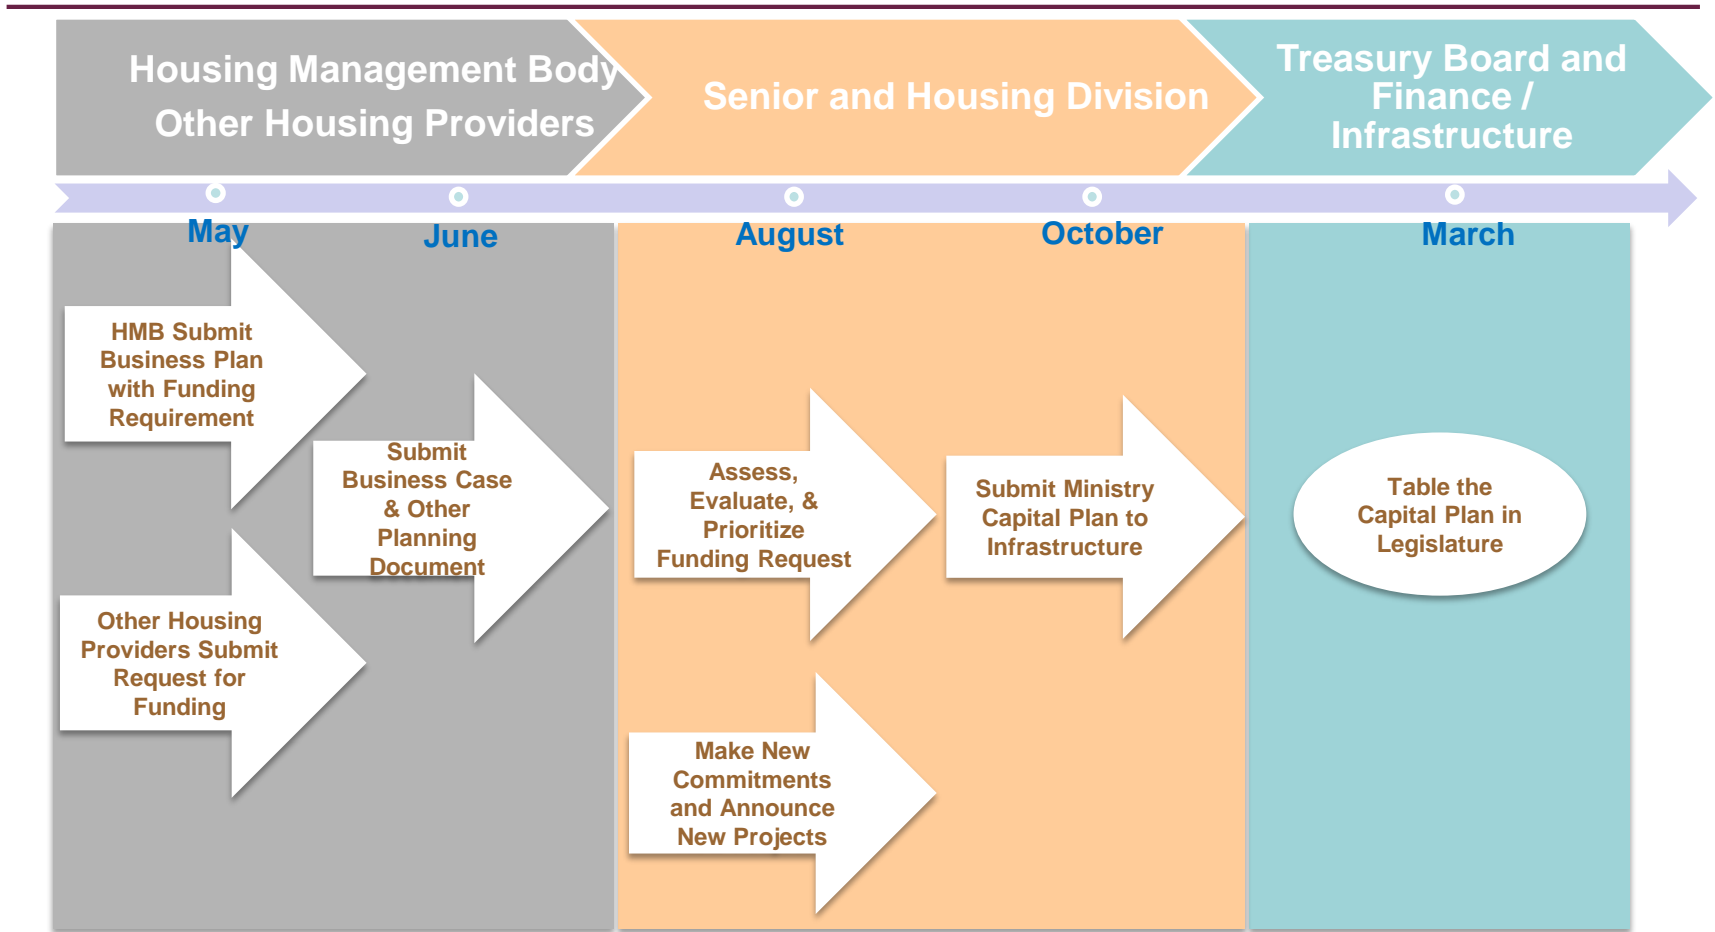 Housing Management Body
Other Housing Providers
Senior and Housing Division
Treasury Board and
Finance /
Infrastructure
May
June
August
October
March
HMB Submit
Business Plan
with Funding
Requirement
Other Housing
Providers Submit
Request for
Funding
Submit
Business Case
& Other
Planning
Document
Assess,
Evaluate, &
Prioritize
Funding Request
Make New
Commitments
and Announce
New Projects
Submit Ministry
Capital Plan to
Infrastructure
Table the
Capital Plan in
Legislature